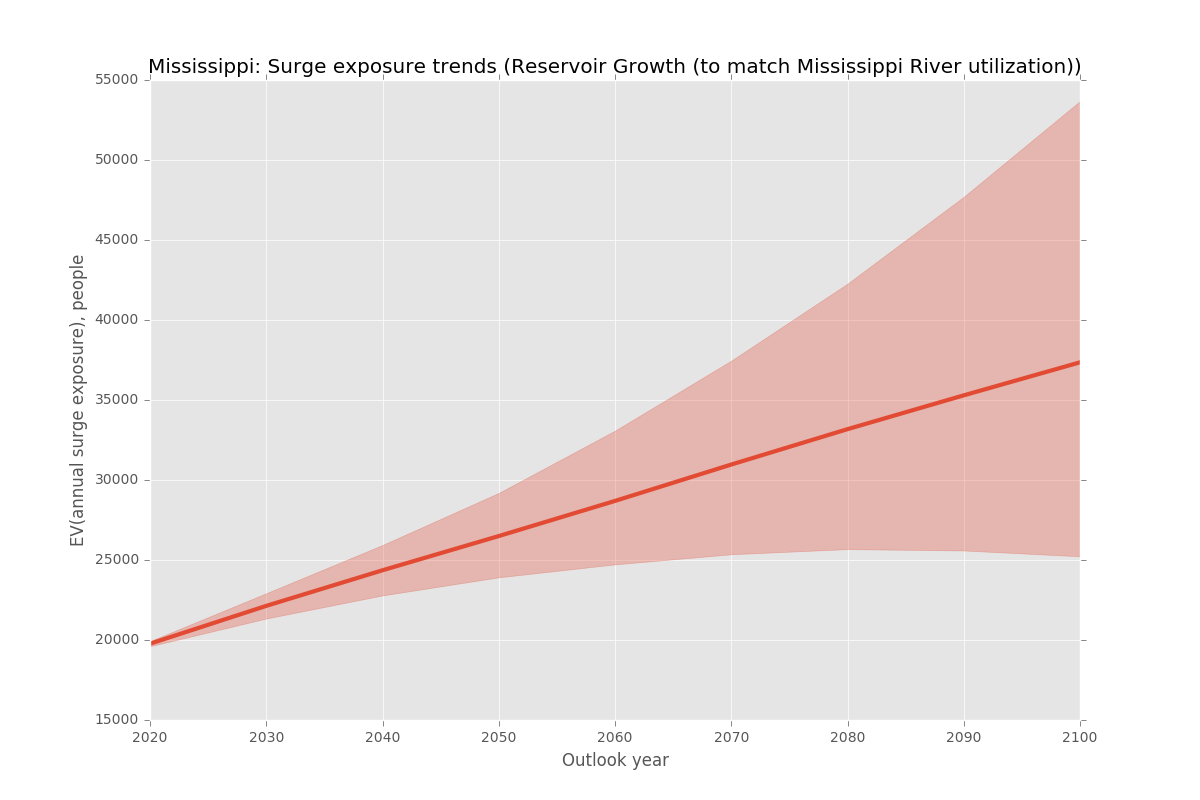 Mississippi: Surge exposure trends (Reservoir Growth (to match Mississippi River utilization))
55000
50000
45000
40000
35000
30000
25000
20000
15000
EV(annual surge exposure), people
2020 2030 2040 2050 2060 2070 2080 2090 2100
Outlook year